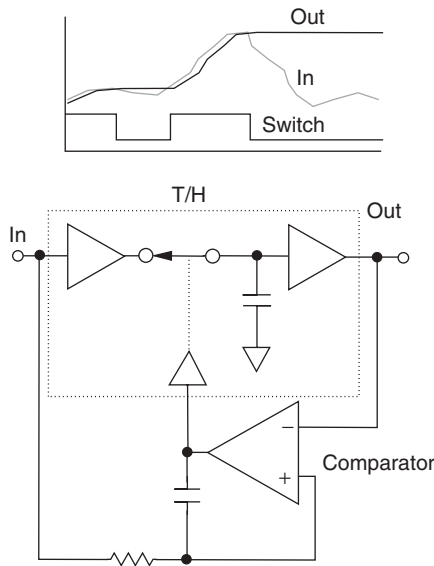 Out
In
Switch
T/H
In
Out
−
Comparator
+